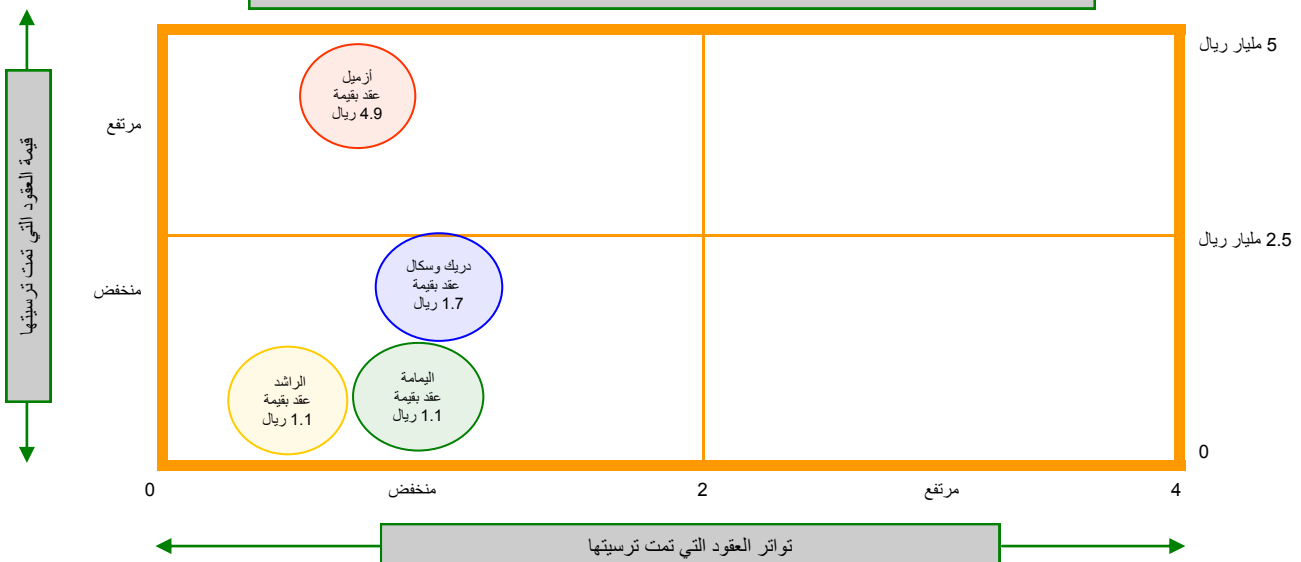 5 مليار ريال
أزميل
عقد بقيمة
4.9 ريال
مرتفع
قيمة العقود التي تمت ترسيتها
2.5 مليار ريال
دريك وسكال
عقد بقيمة
1.7 ريال
منخفض
اليمامة
عقد بقيمة
1.1 ريال
الراشد
عقد بقيمة
1.1 ريال
0
0
منخفض
2
مرتفع
4
تواتر العقود التي تمت ترسيتها